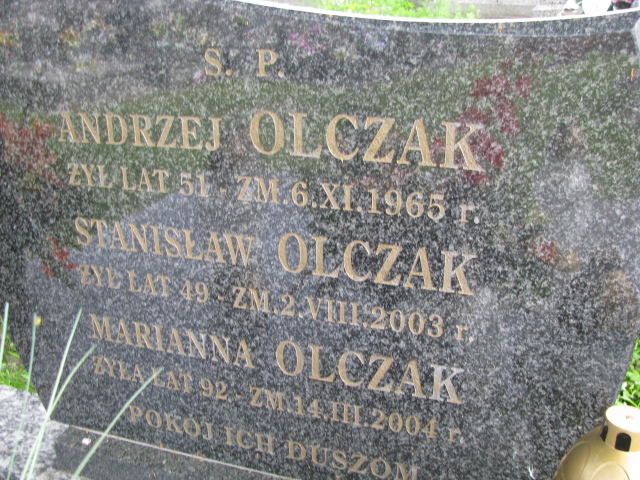 Ś. P.
ANDRZEJ OLCZAK
ŻYŁ LAT 51 - ZM.6.XI.1965 r.
STANISŁAW OLCZAK
ŻYŁ LAT 49 - ZM.2.VIII.2003 r.
MARIANNA OLCZAK
ŻYŁA LAT 92 - ZM.14.III.2004 r.
POKÓJ ICH DUSZOM